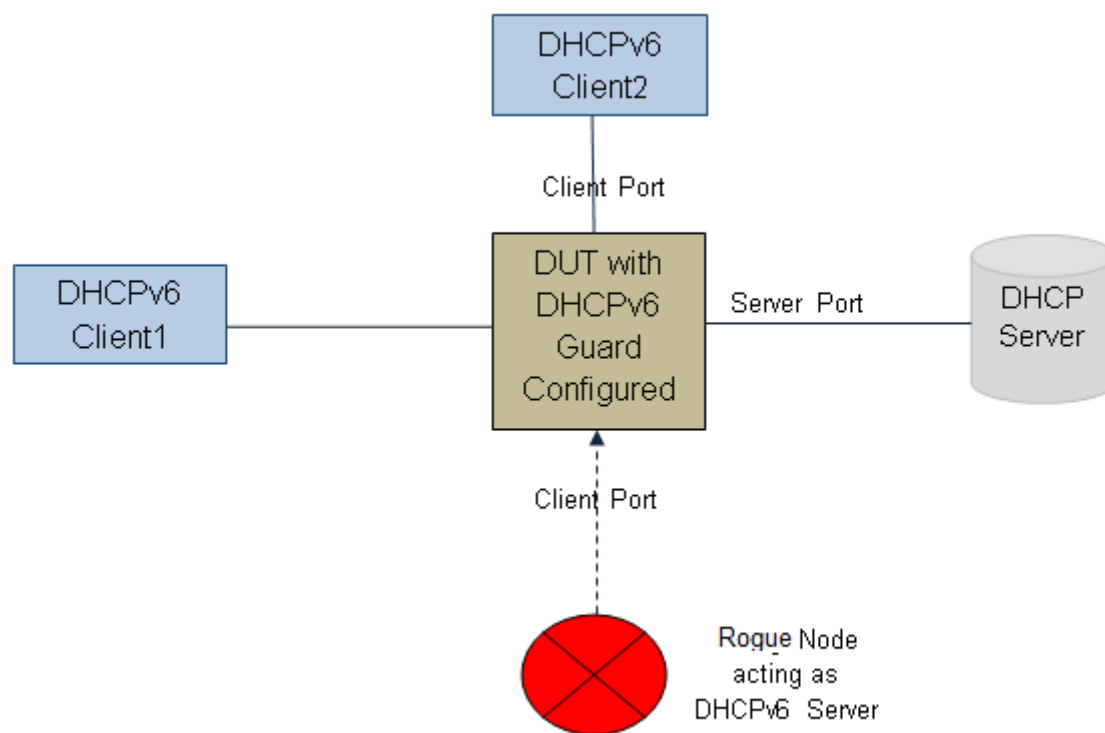 DHCPv6
Client2
Client Port
DHCPv6
Client1
DUT with
DHCPv6
Guard
Configured
Server Port
DHCP
Server
Client Port
Rogue Node
acting as
DHCPv6 Server